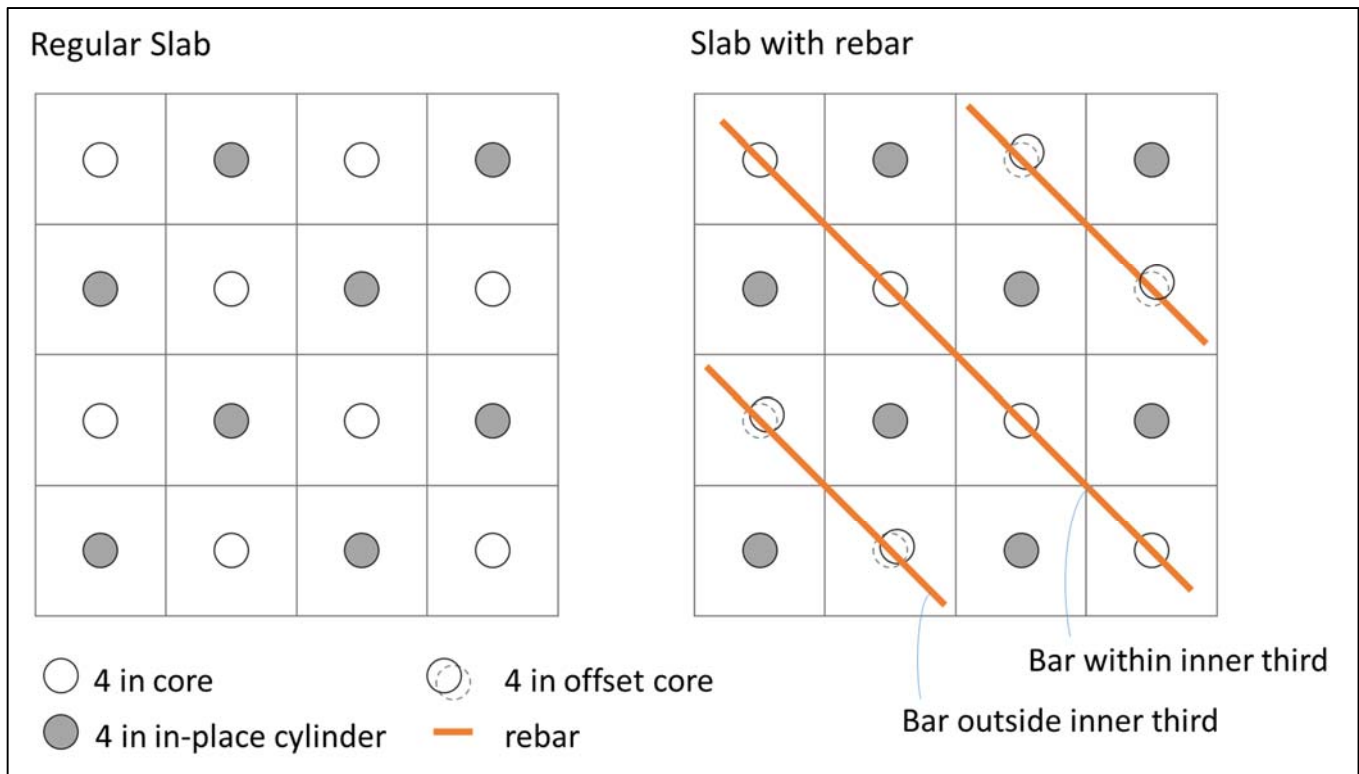 Regular Slab
Slab with rebar
Bar within inner third
Bar outside inner third
4 in core
4 in offset core
4 in in-place cylinder
rebar